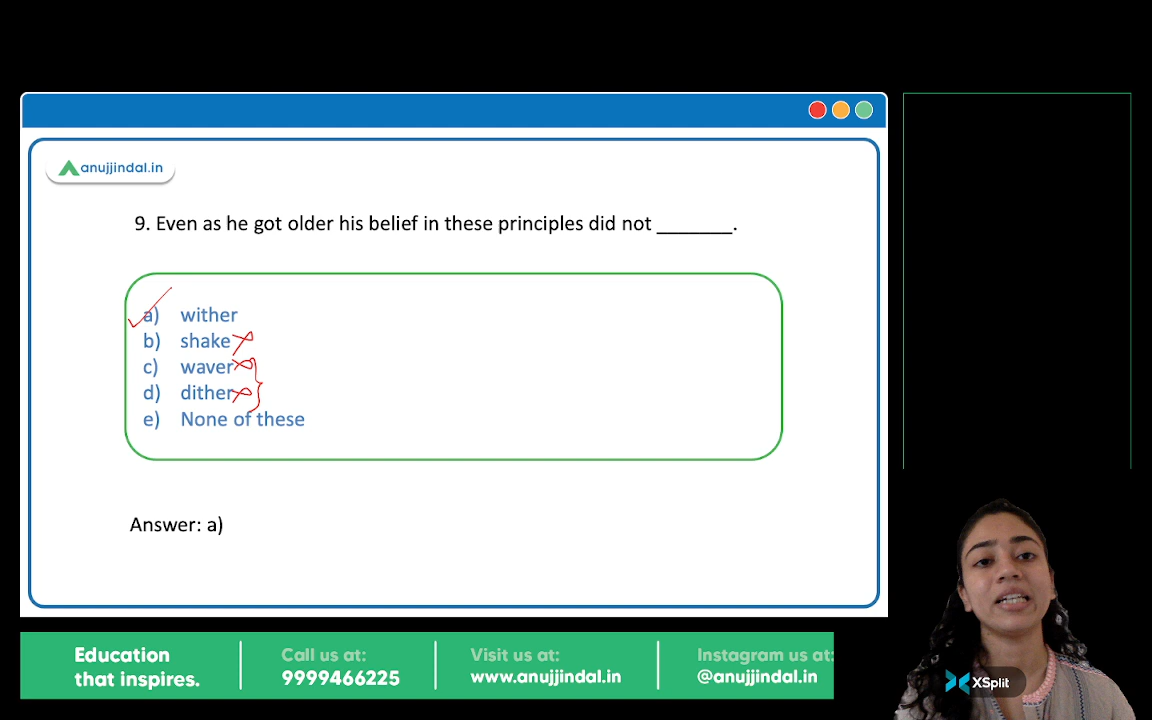 anujjindal.in
9. Even as he got older his belief in these principles did not _______.
a) wither
b) shake
c) waver
d) dither
e) None of these
Answer: a)
Education
that inspires.
Call us at:
9999466225
Visit us at:
www.anujjindal.in
Instagram us at:
@anujjindal.in
XSplit